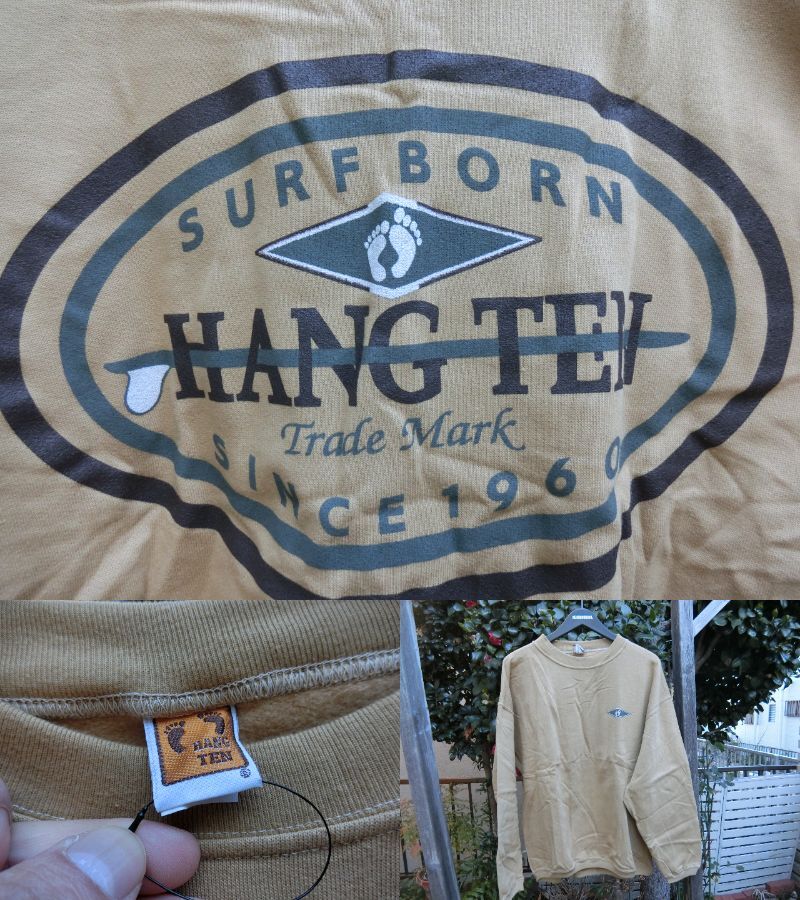 SURF BORN
HANG TEN
Trade Mark
SINCE 1960
HANG
TEN
®